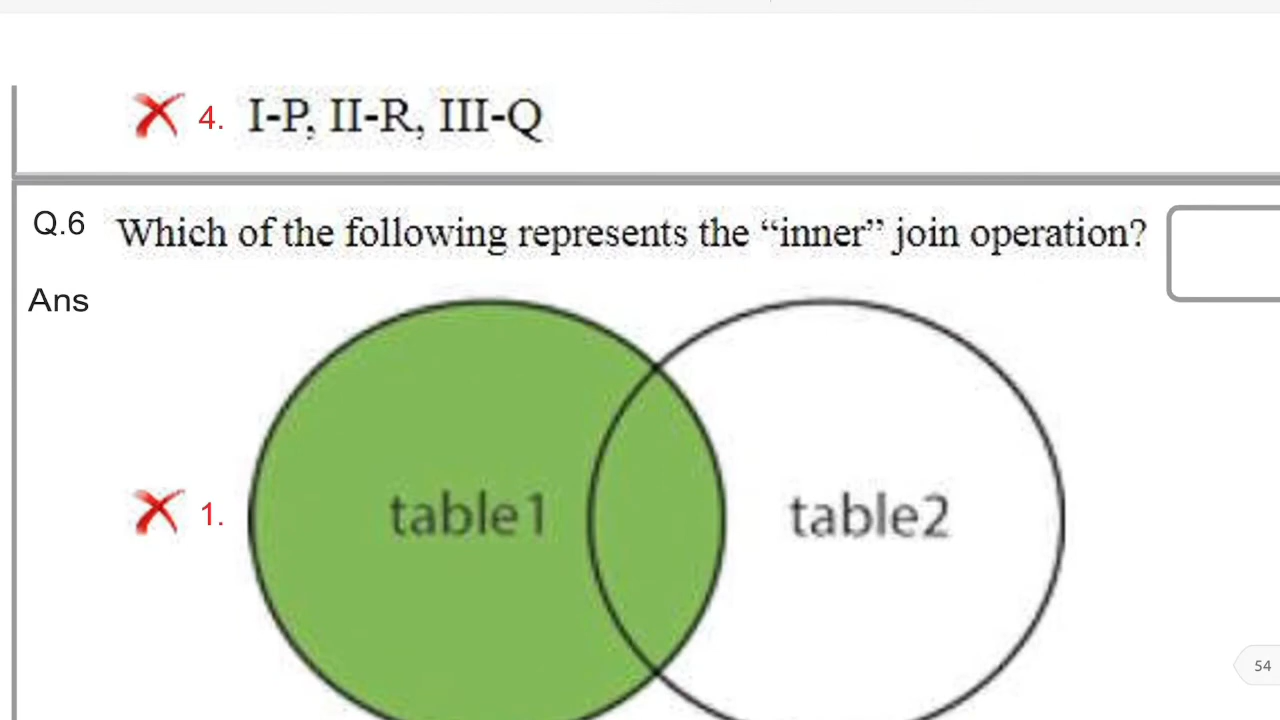 4. I-P, II-R, III-Q
Q.6 Which of the following represents the “inner” join operation?
Ans
1. table1 table2
54